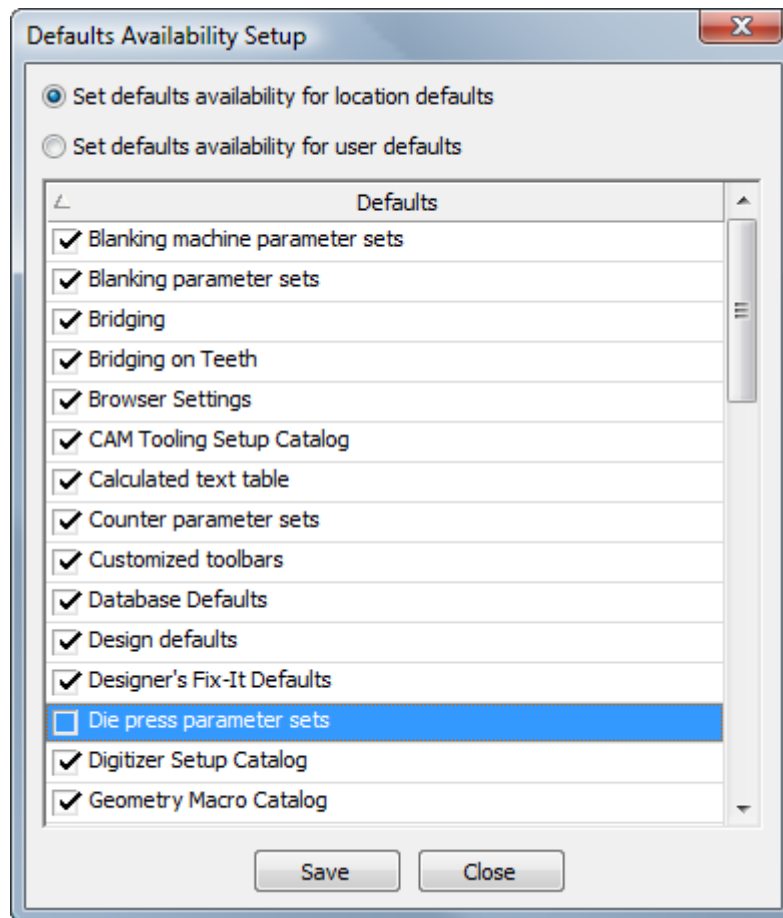 Defaults Availability Setup
Set defaults availability for location defaults
Set defaults availability for user defaults
Defaults
Blanking machine parameter sets
Blanking parameter sets
Bridging
Bridging on Teeth
Browser Settings
CAM Tooling Setup Catalog
Calculated text table
Counter parameter sets
Customized toolbars
Database Defaults
Design defaults
Designer's Fix-It Defaults
Die press parameter sets
Digitizer Setup Catalog
Geometry Macro Catalog
Save Close